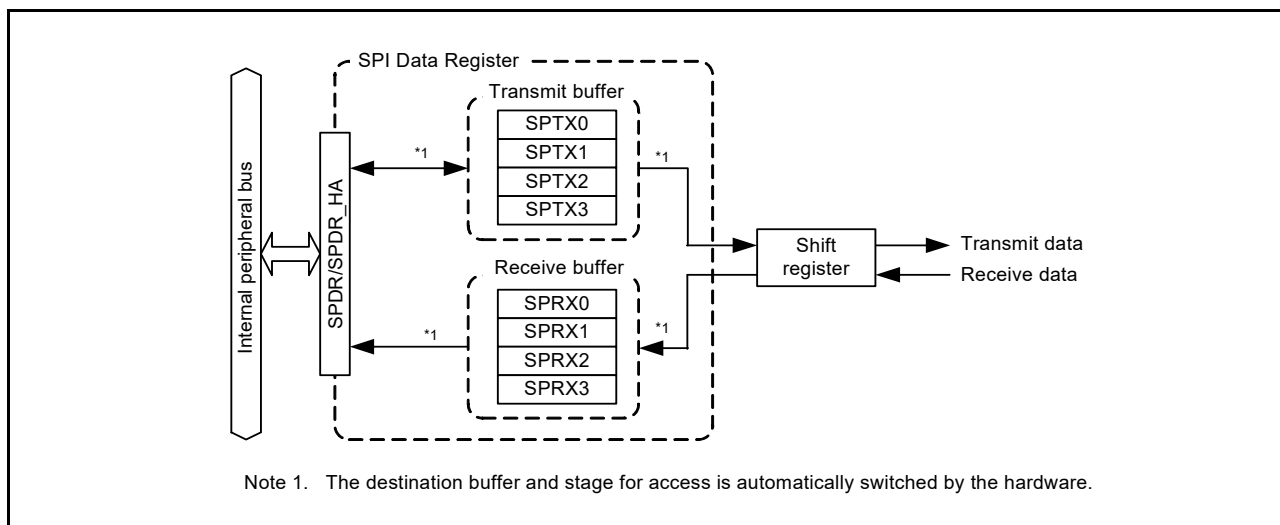 SPI Data Register
Transmit buffer
SPTX0
SPTX1
SPTX2
SPTX3
*1
*1
Internal peripheral bus
SPDR/SPDR_HA
Shift
register
Transmit data
Receive data
Receive buffer
SPRX0
SPRX1
SPRX2
SPRX3
*1
*1
Note 1. The destination buffer and stage for access is automatically switched by the hardware.